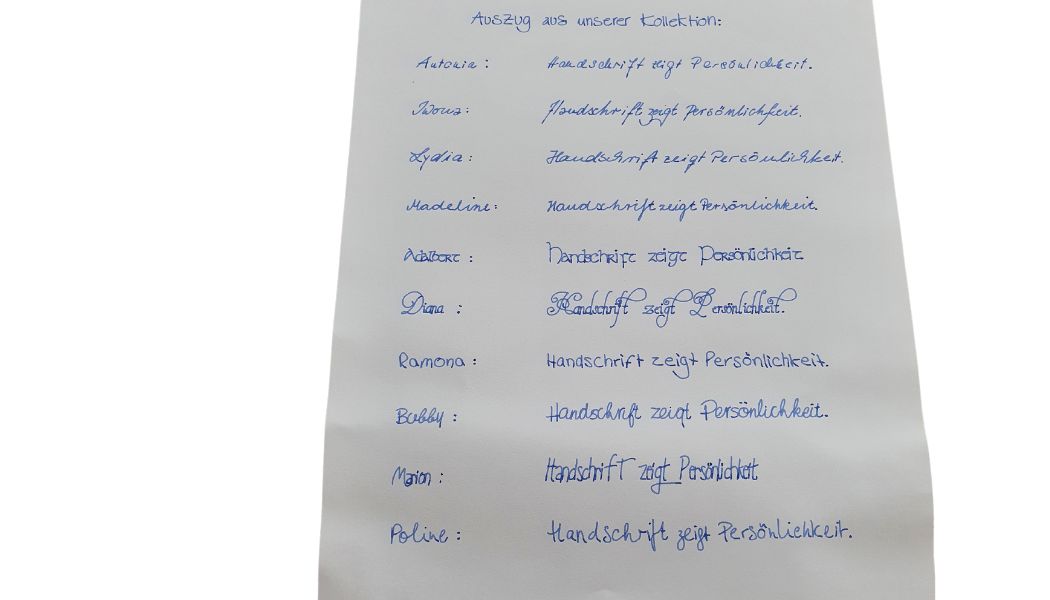 Auszug aus unserer Kollektion:
Antonia: Handschrift zeigt Persönlichkeit.
Iwona: Handschrift zeigt Persönlichkeit.
Lydia: Handschrift zeigt Persönlichkeit.
Madeline: Handschrift zeigt Persönlichkeit.
Adalbert: Handschrift zeigt Persönlichkeit
Diana: Handschrift zeigt Persönlichkeit.
Ramona: Handschrift zeigt Persönlichkeit.
Bobby: Handschrift zeigt Persönlichkeit.
Marion: Handschrift zeigt Persönlichkeit
Poline: Handschrift zeigt Persönlichkeit.